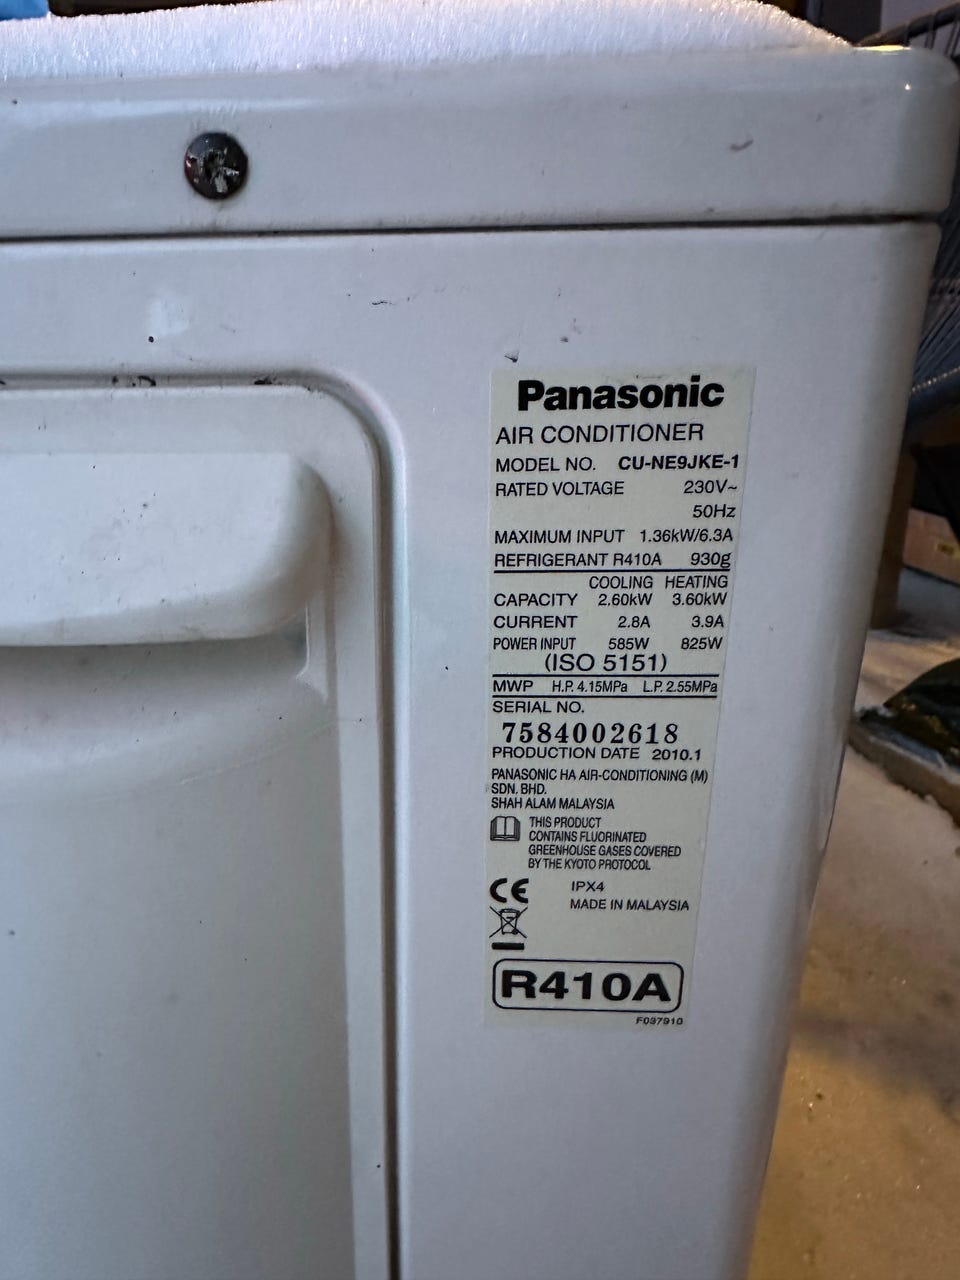 Panasonic
AIR CONDITIONER
MODEL NO. CU-NE9JKE-1
RATED VOLTAGE 230V~
50Hz
MAXIMUM INPUT 1.36kW/6.3A
REFRIGERANT R410A 930g
COOLING HEATING
CAPACITY 2.60kW 3.60kW
CURRENT 2.8A 3.9A
POWER INPUT 585W 825W
(ISO 5151)
MWP H.P. 4.15MPa L.P. 2.55MPa
SERIAL NO.
7584002618
PRODUCTION DATE 2010.1
PANASONIC HA AIR-CONDITIONING (M)
SDN. BHD.
SHAH ALAM MALAYSIA
THIS PRODUCT
CONTAINS FLUORINATED
GREENHOUSE GASES COVERED
BY THE KYOTO PROTOCOL
CE IPX4
MADE IN MALAYSIA
R410A
F037910